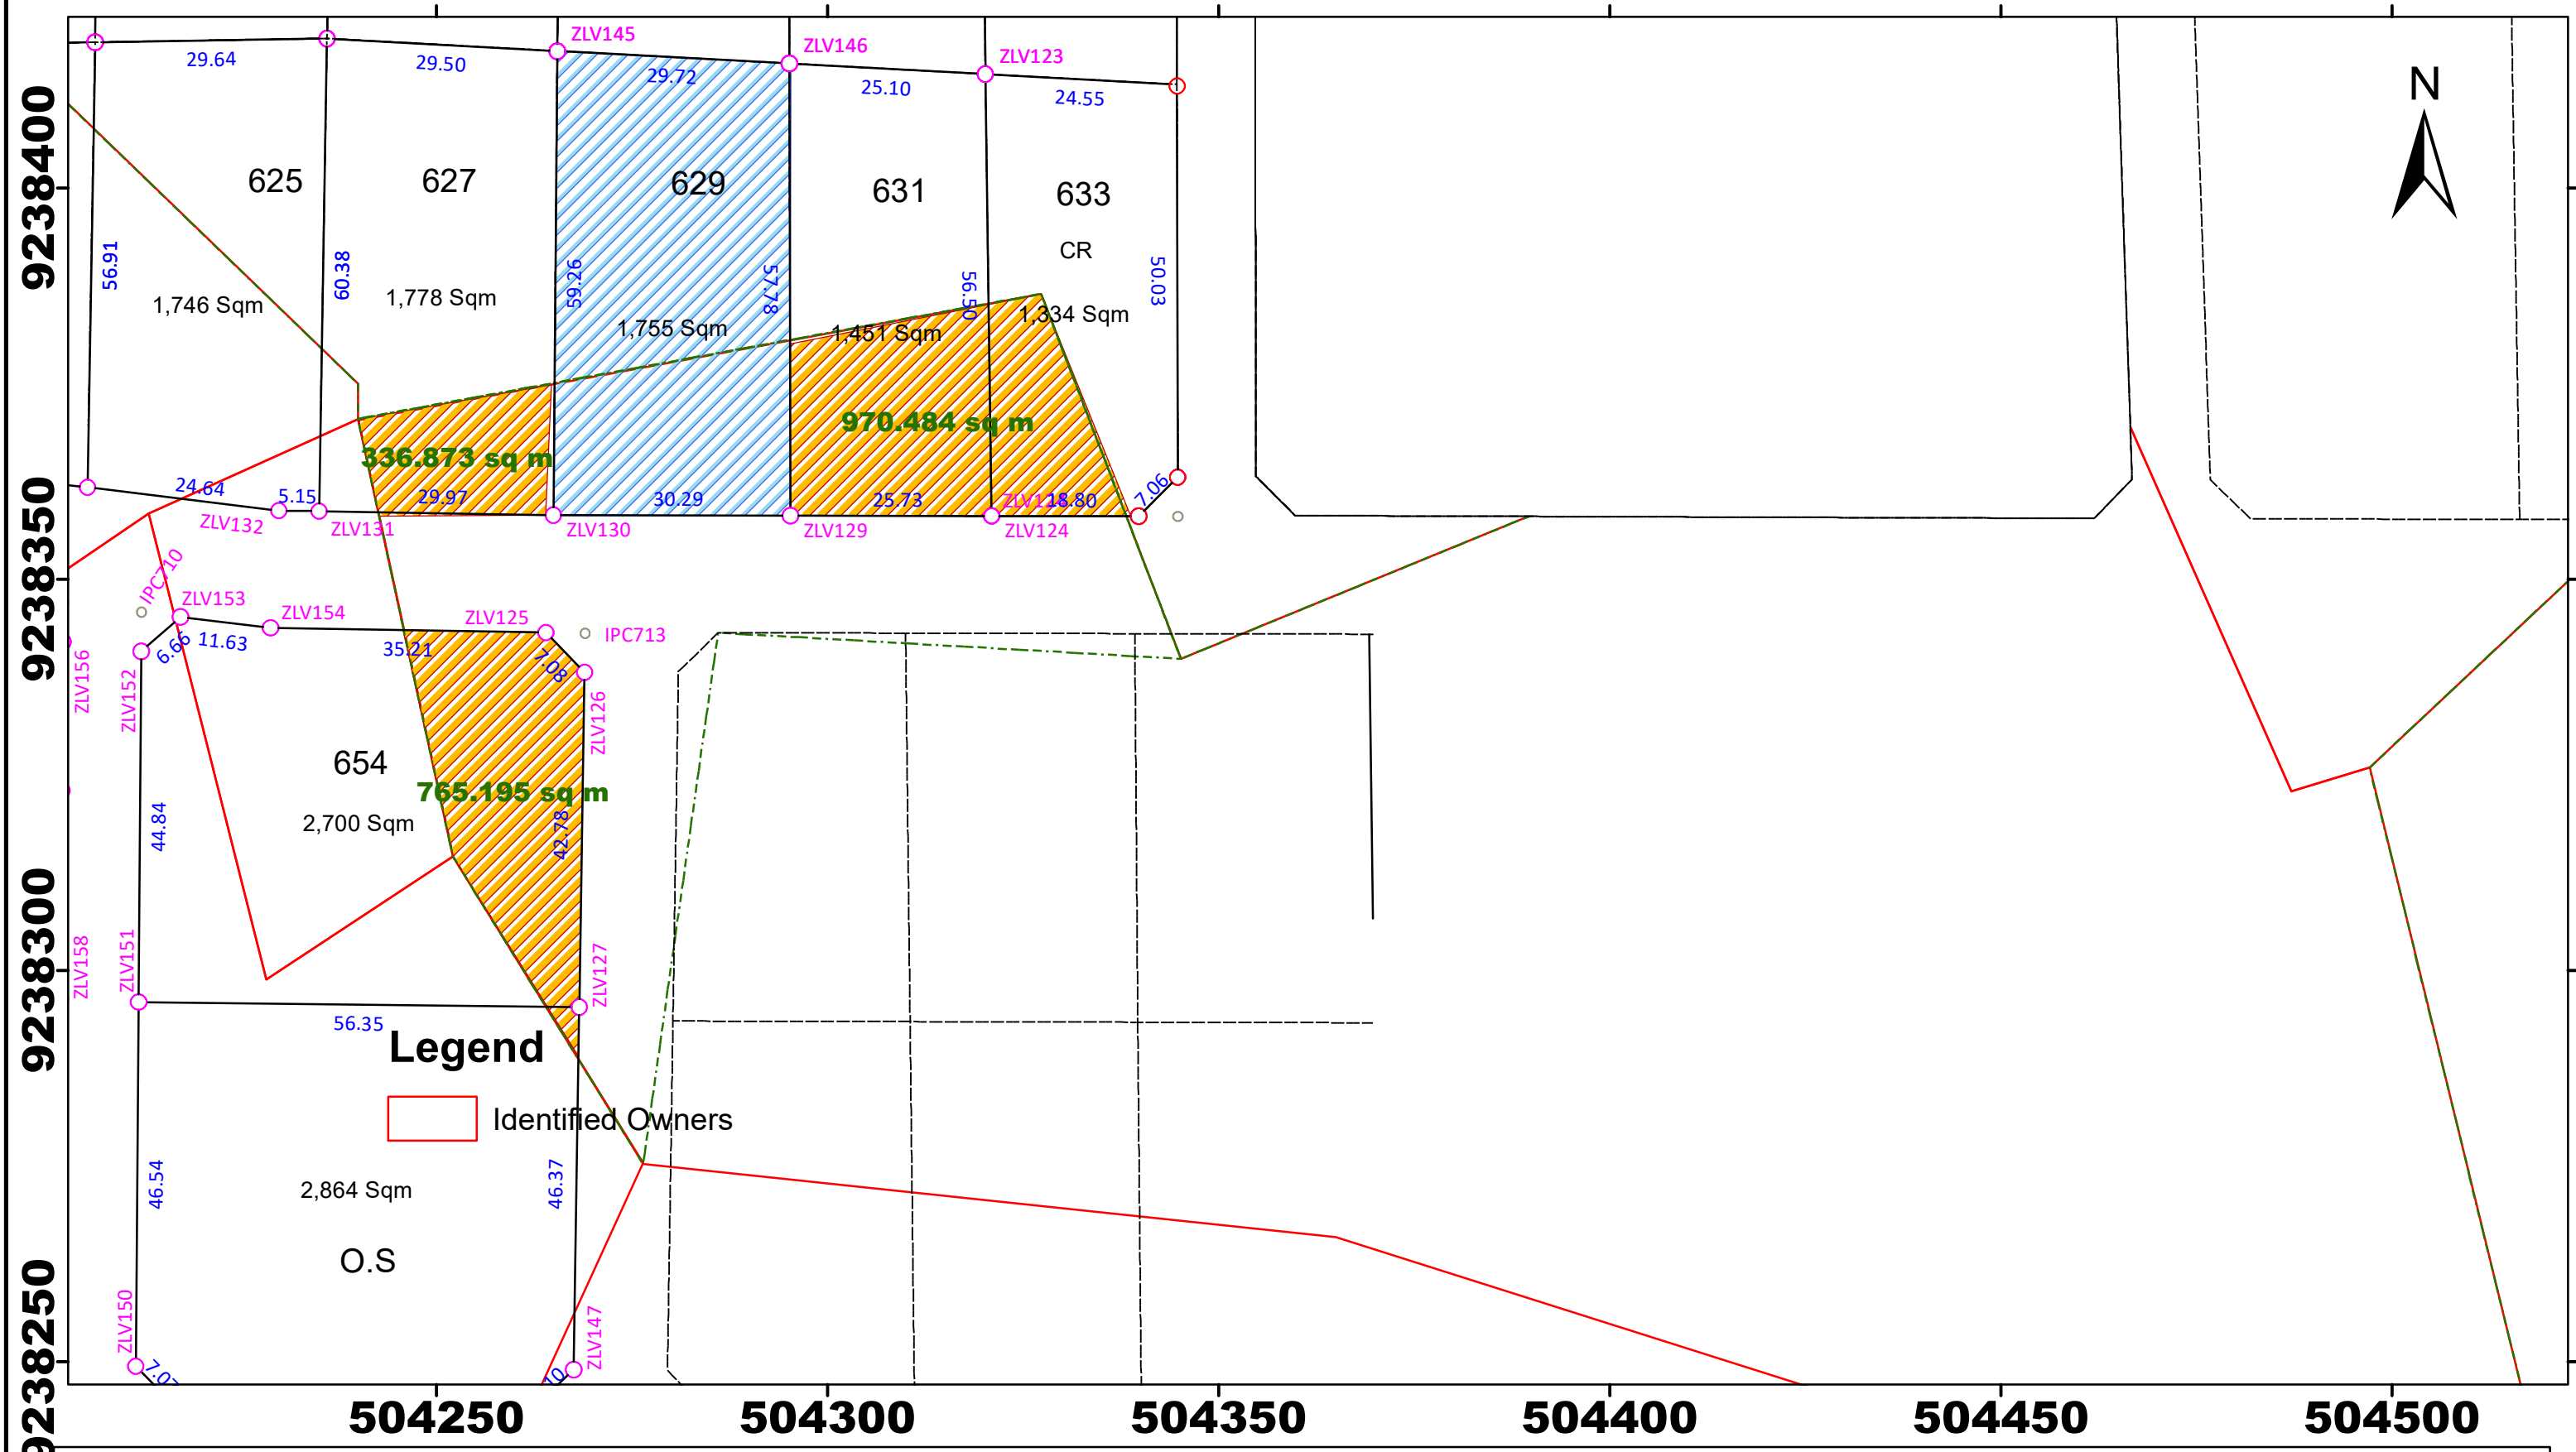 ZLV145
ZLV146
ZLV123
29.64
29.50
29.72
25.10
24.55
N
9238400
625
627
629
631
633
CR
56.91
60.38
59.26
57.78
56.50
50.03
1,746 Sqm
1,778 Sqm
1,755 Sqm
1,451 Sqm
1,334 Sqm
970.484 sq m
336.873 sq m
24.64
5.15
29.97
30.29
25.73
18.80
7.06
ZLV132
ZLV131
ZLV130
ZLV129
ZLV124
9238350
IPC710
ZLV153
ZLV154
ZLV125
IPC713
6.66
11.63
35.21
7.08
ZLV156
ZLV152
ZLV126
654
765.195 sq m
2,700 Sqm
44.84
42.78
9238300
ZLV158
ZLV151
ZLV127
56.35
Legend
Identified Owners
46.54
46.37
2,864 Sqm
O.S
9238250
ZLV150
ZLV147
504250
504300
504350
504400
504450
504500